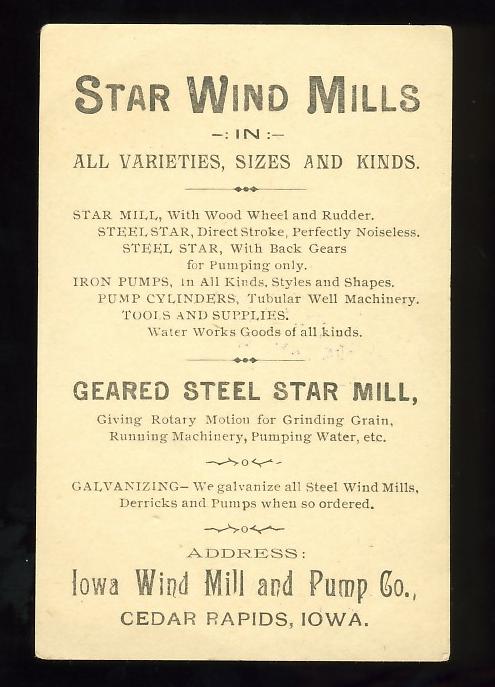 STAR WIND MILLS
-: IN :-
ALL VARIETIES, SIZES AND KINDS.
STAR MILL, With Wood Wheel and Rudder.
STEEL STAR, Direct Stroke, Perfectly Noiseless.
STEEL STAR, With Back Gears
for Pumping only.
IRON PUMPS, in All Kinds, Styles and Shapes.
PUMP CYLINDERS, Tubular Well Machinery.
TOOLS AND SUPPLIES.
Water Works Goods of all kinds.
GEARED STEEL STAR MILL,
Giving Rotary Motion for Grinding Grain,
Running Machinery, Pumping Water, etc.
GALVANIZING- We galvanize all Steel Wind Mills,
Derricks and Pumps when so ordered.
ADDRESS:
Iowa Wind Mill and Pump Co.,
CEDAR RAPIDS, IOWA.